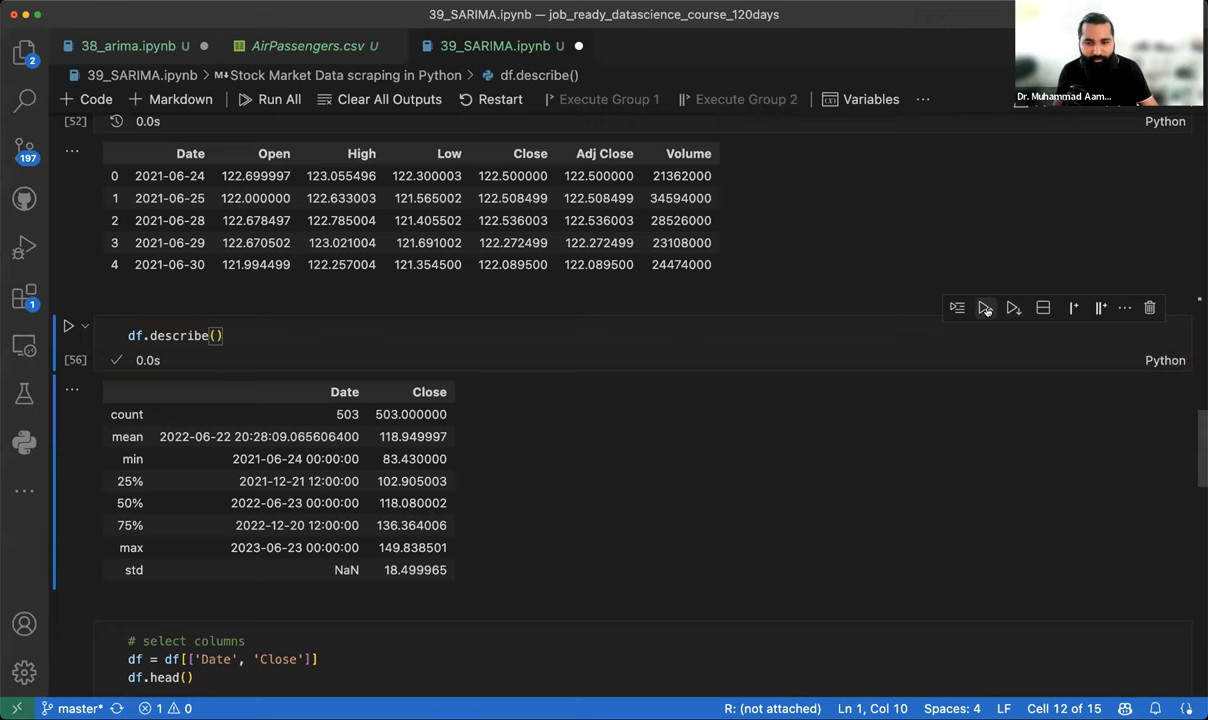 39_SARIMA.ipynb — job_ready_datascience_course_120days
38_arima.ipynb U
AirPassengers.csv U
39_SARIMA.ipynb U
Dr. Muhammad Aam...
39_SARIMA.ipynb > M↓Stock Market Data scraping in Python > df.describe()
+ Code + Markdown Run All Clear All Outputs Restart Execute Group 1 Execute Group 2 Variables ...
[52] 0.0s Python
Date Open High Low Close Adj Close Volume
0 2021-06-24 122.699997 123.055496 122.300003 122.500000 122.500000 21362000
1 2021-06-25 122.000000 122.633003 121.565002 122.508499 122.508499 34594000
2 2021-06-28 122.678497 122.785004 121.405502 122.536003 122.536003 28526000
3 2021-06-29 122.670502 123.021004 121.691002 122.272499 122.272499 23108000
4 2021-06-30 121.994499 122.257004 121.354500 122.089500 122.089500 24474000
df.describe()
[56] 0.0s Python
Date Close
count 503 503.000000
mean 2022-06-22 20:28:09.065606400 118.949997
min 2021-06-24 00:00:00 83.430000
25% 2021-12-21 12:00:00 102.905003
50% 2022-06-23 00:00:00 118.080002
75% 2022-12-20 12:00:00 136.364006
max 2023-06-23 00:00:00 149.838501
std NaN 18.499965
# select columns
df = df[['Date', 'Close']]
df.head()
2
197
1
master* 1 0 R: (not attached) Ln 1, Col 10 Spaces: 4 LF Cell 12 of 15